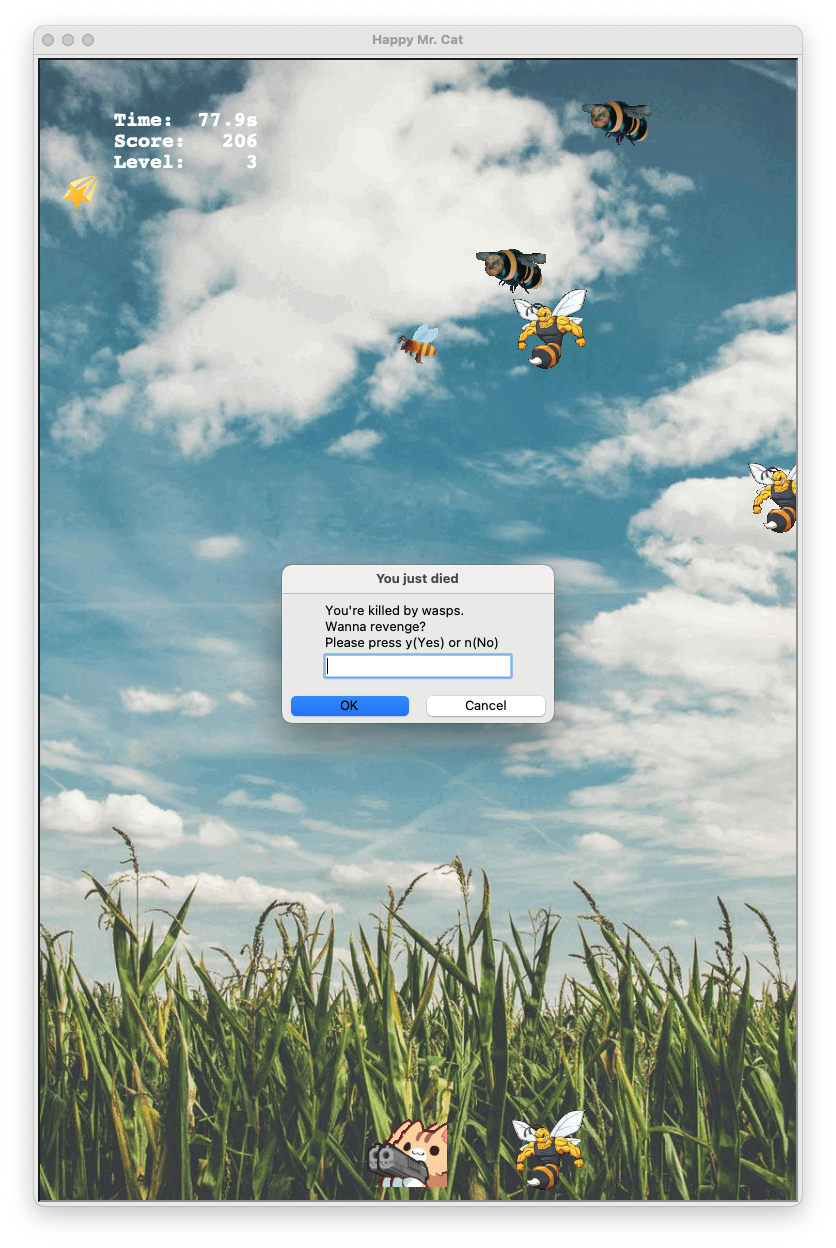 Happy Mr. Cat
Time: 77.9s
Score: 206
Level: 3
You just died
You're killed by wasps.
Wanna revenge?
Please press y(Yes) or n(No)
OK
Cancel